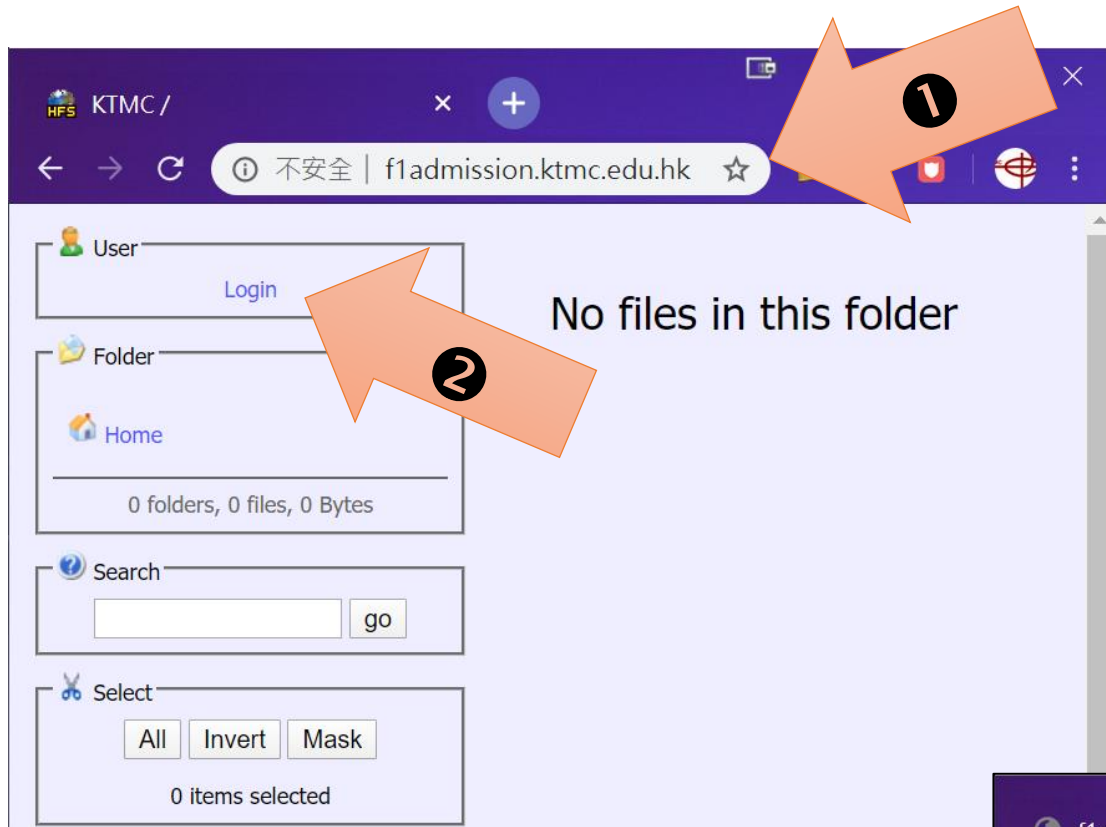 HFS KTMC /
❶
不安全 | f1admission.ktmc.edu.hk
User
Login
No files in this folder
❷
Folder
Home
0 folders, 0 files, 0 Bytes
Search
go
Select
All Invert Mask
0 items selected